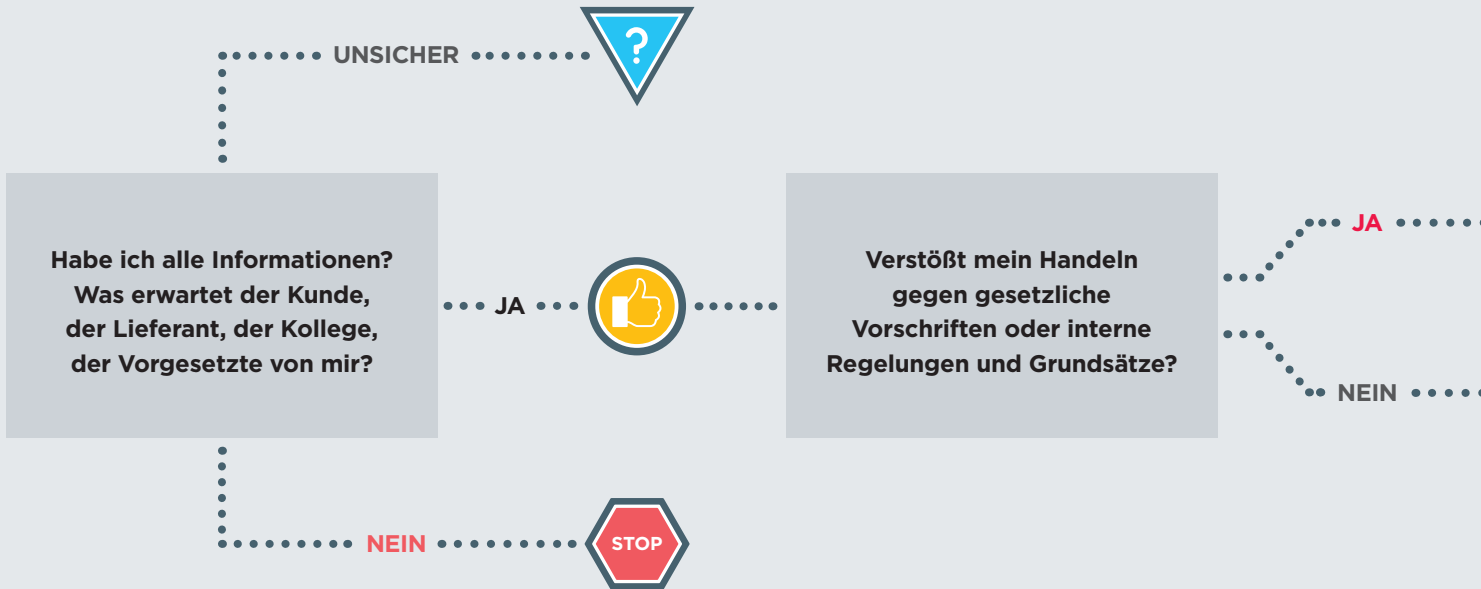 UNSICHER
?
Habe ich alle Informationen?
Was erwartet der Kunde,
der Lieferant, der Kollege,
der Vorgesetzte von mir?
JA
Verstößt mein Handeln
gegen gesetzliche
Vorschriften oder interne
Regelungen und Grundsätze?
JA
NEIN
NEIN
STOP